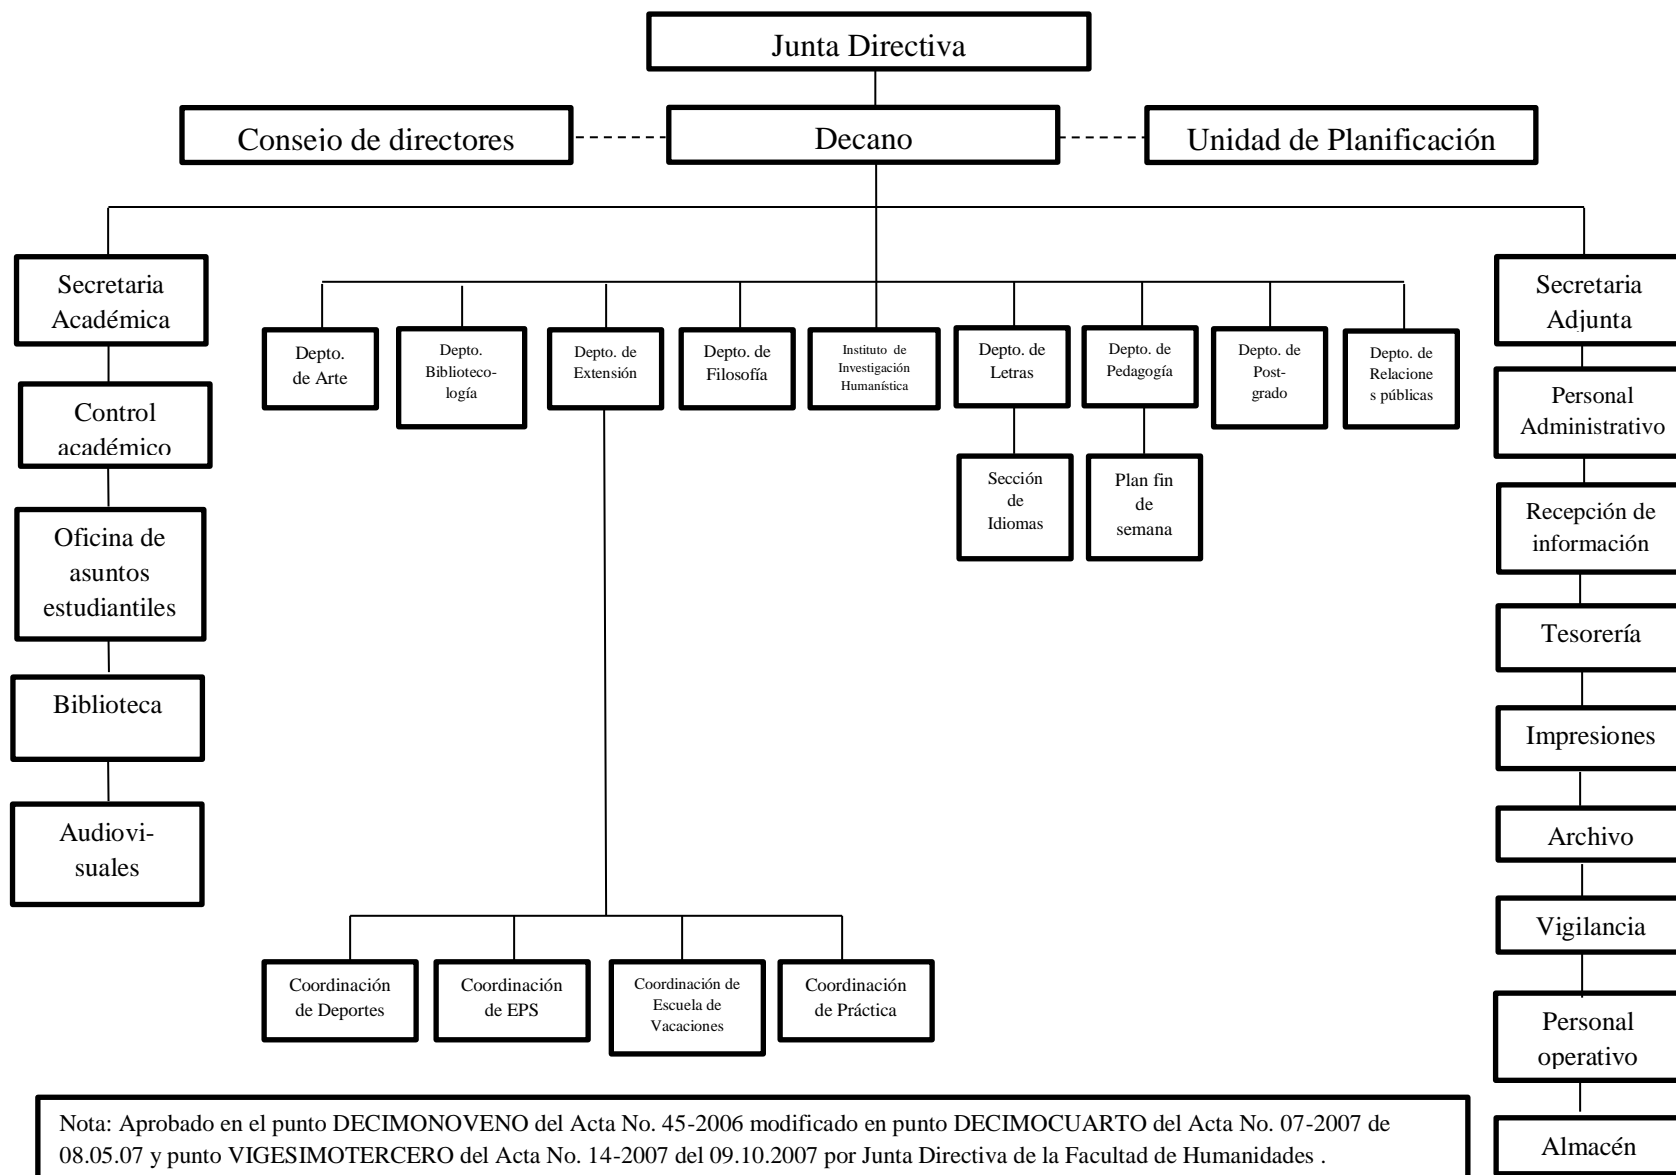 Junta Directiva
Consejo de directores
Decano
Unidad de Planificación
Secretaria
Académica
Control
académico
Oficina de
asuntos
estudiantiles
Biblioteca
Audiovi-
suales
Depto.
de Arte
Depto.
Biblioteco-
logía
Depto. de
Extensión
Depto. de
Filosofía
Instituto de
Investigación
Humanística
Depto. de
Letras
Depto. de
Pedagogía
Depto. de
Post-
grado
Depto. de
Relacione
s públicas
Sección
de
Idiomas
Plan fin
de
semana
Coordinación
de Deportes
Coordinación
de EPS
Coordinación de
Escuela de
Vacaciones
Coordinación
de Práctica
Secretaria
Adjunta
Personal
Administrativo
Recepción de
información
Tesorería
Impresiones
Archivo
Vigilancia
Personal
operativo
Almacén
Nota: Aprobado en el punto DECIMONOVENO del Acta No. 45-2006 modificado en punto DECIMOCUARTO del Acta No. 07-2007 de
08.05.07 y punto VIGESIMOTERCERO del Acta No. 14-2007 del 09.10.2007 por Junta Directiva de la Facultad de Humanidades .